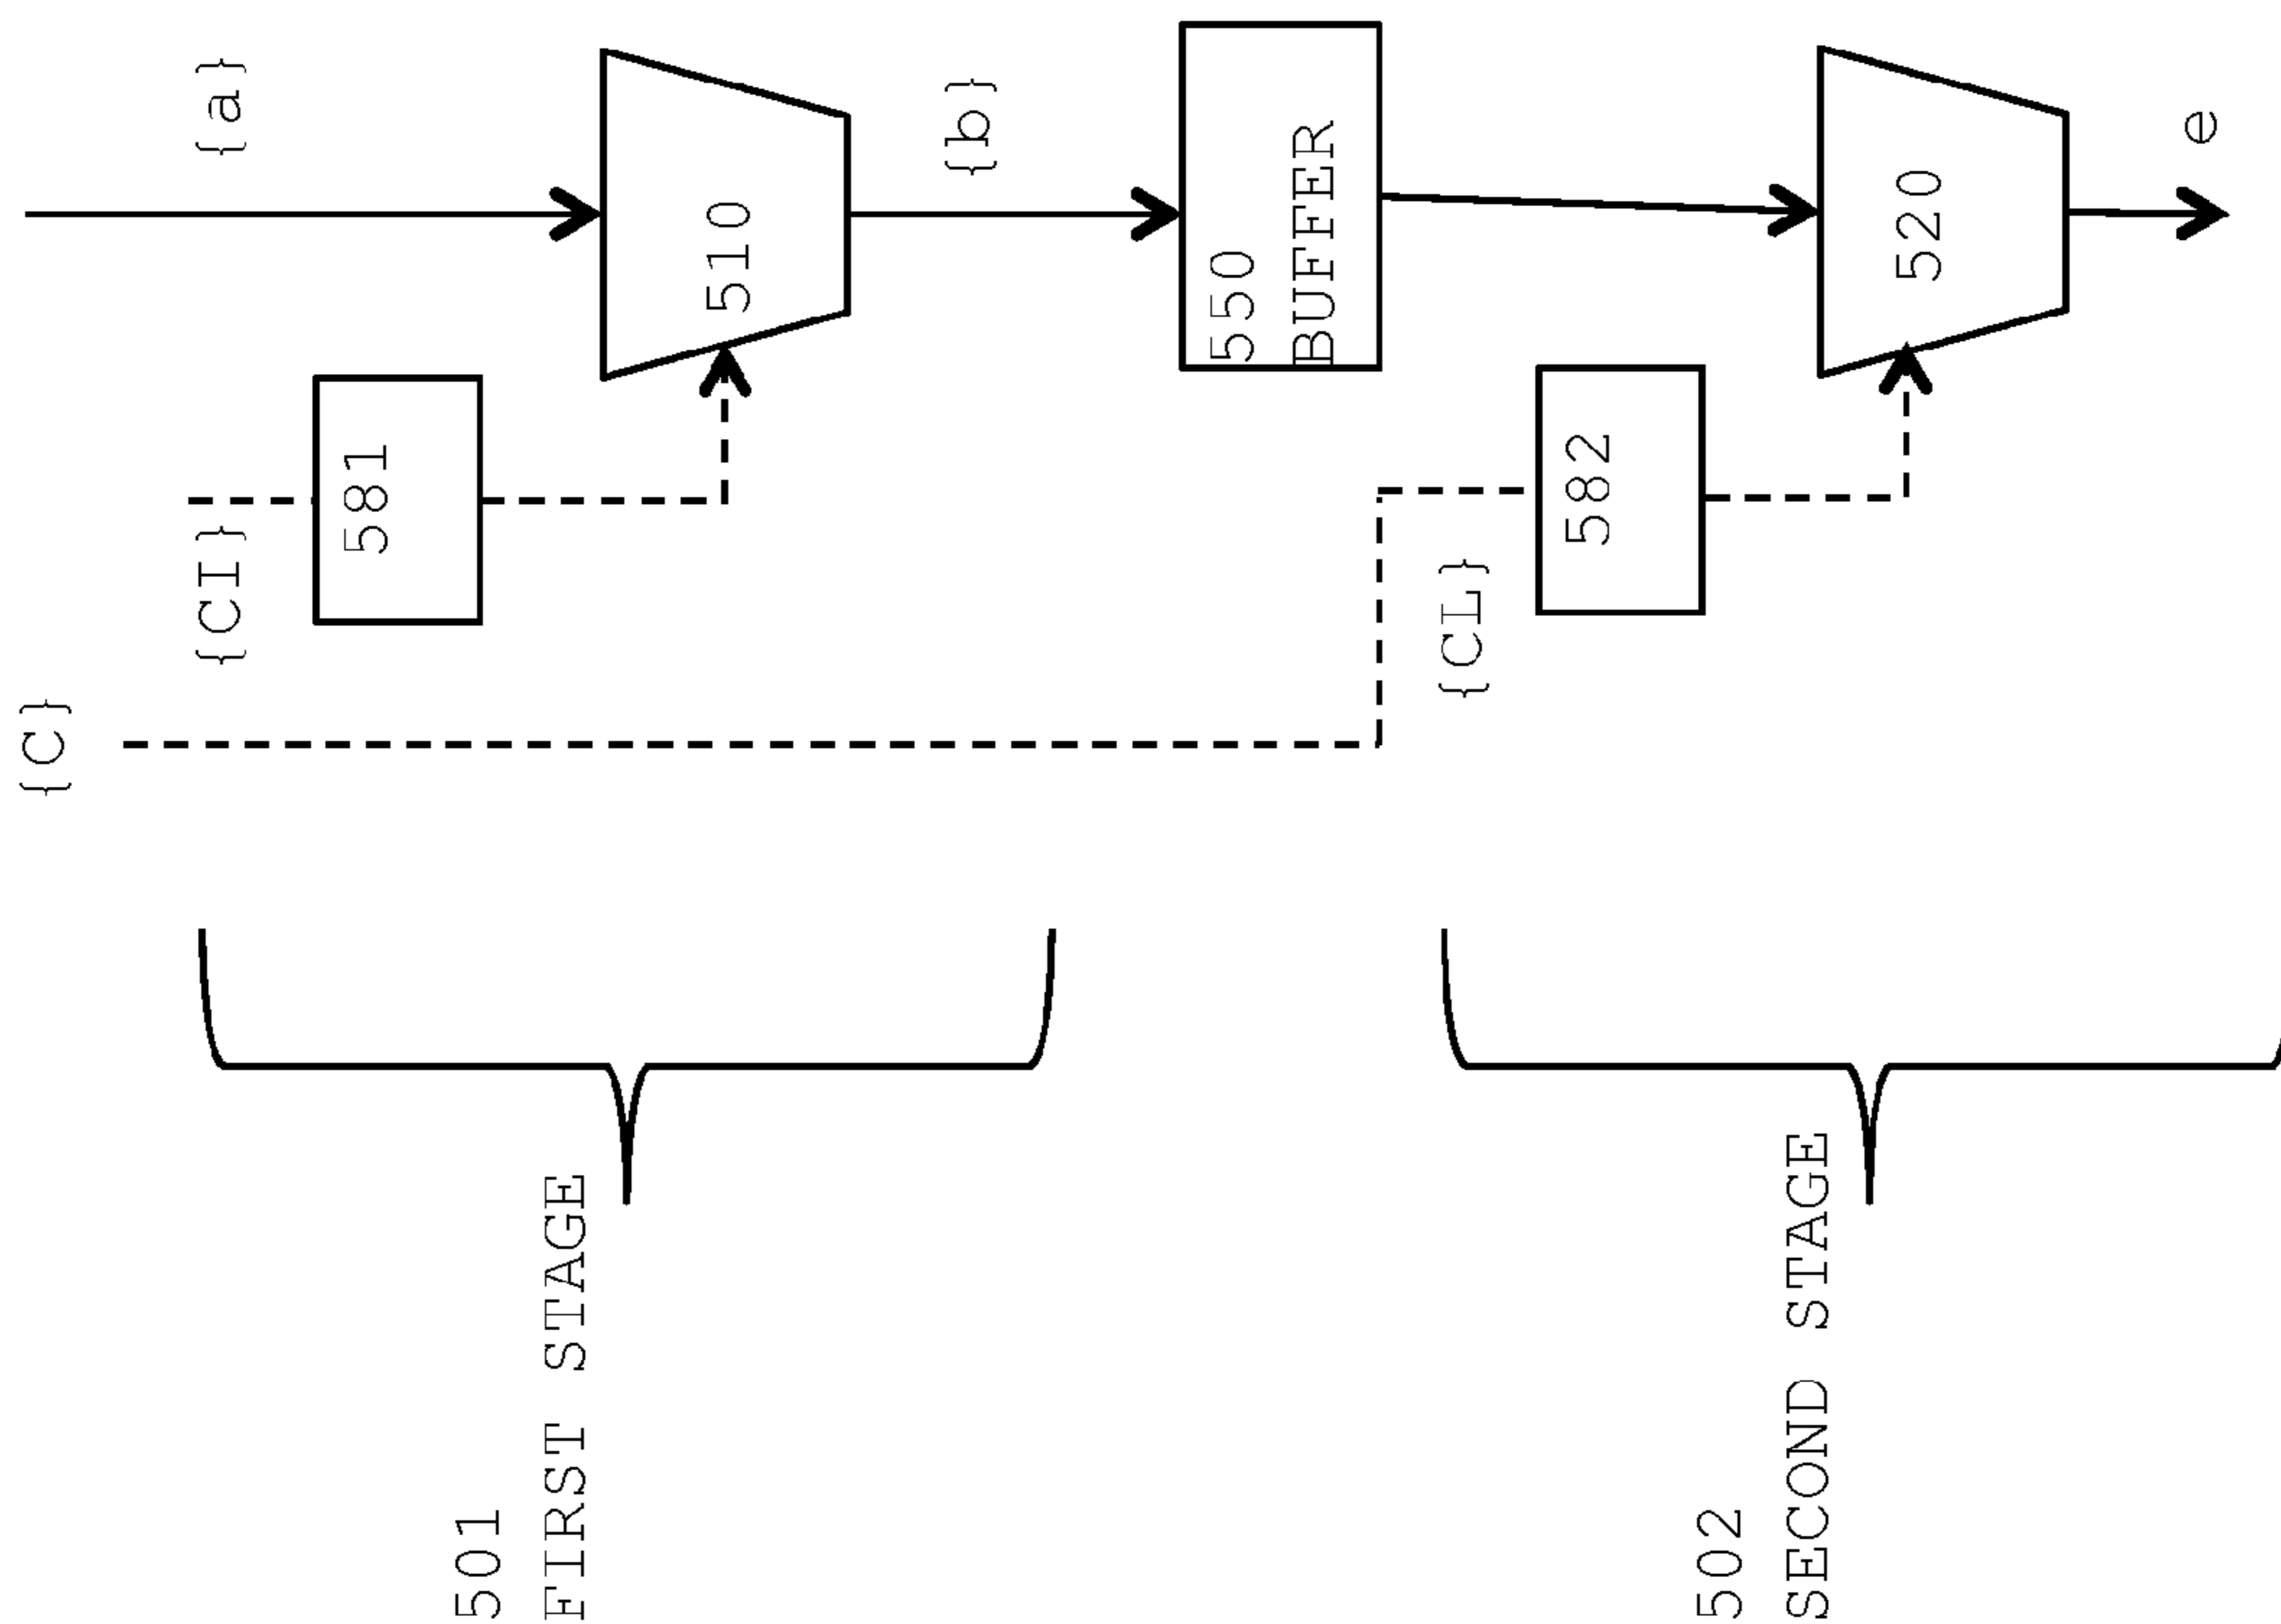 {C}
{CI}
{a}
581
510
{b}
550
BUFFER
{CL}
582
520
e
501
FIRST STAGE
502
SECOND STAGE